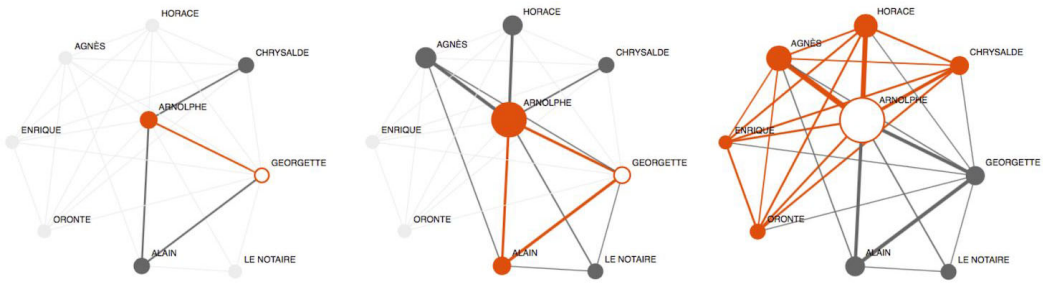 HORACE
AGNÈS
CHRYSALDE
ARNOLPHE
ENRIQUE
GEORGETTE
ORONTE
ALAIN
LE NOTAIRE
HORACE
AGNÈS
CHRYSALDE
ARNOLPHE
ENRIQUE
GEORGETTE
ORONTE
ALAIN
LE NOTAIRE
HORACE
AGNÈS
CHRYSALDE
ARNOLPHE
ENRIQUE
GEORGETTE
ORONTE
ALAIN
LE NOTAIRE